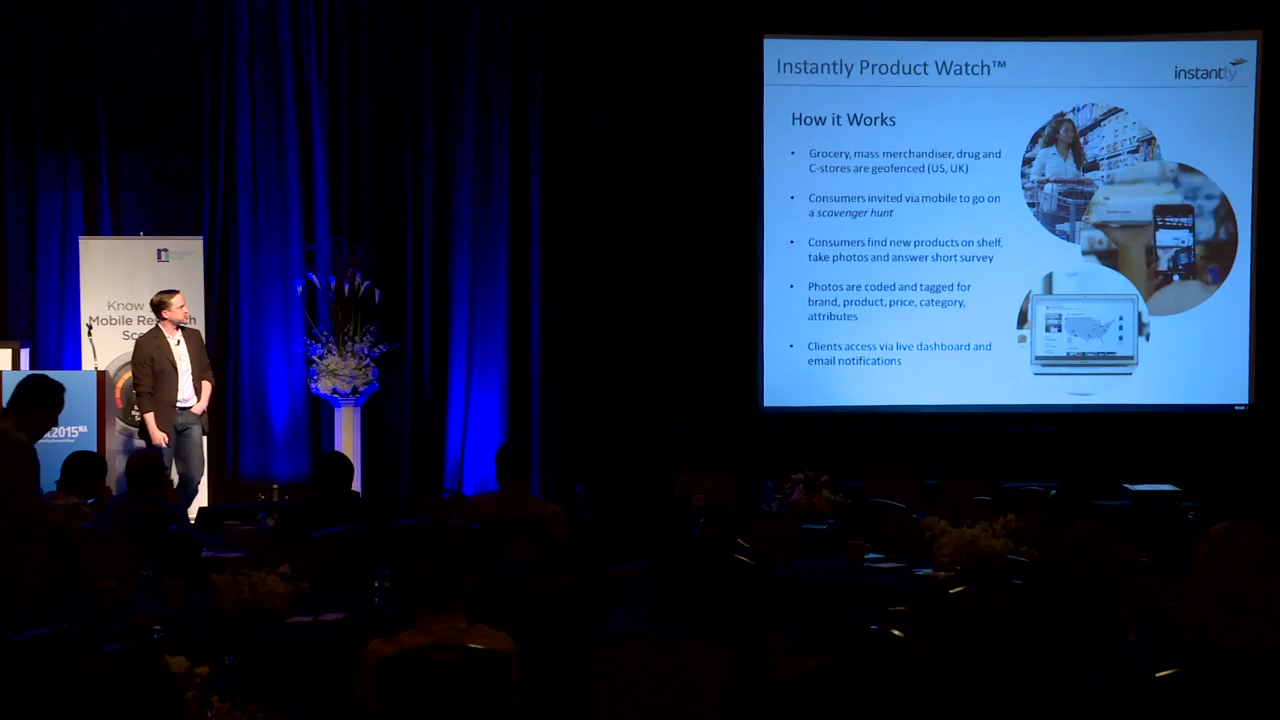 Instantly Product Watch™
instantly
How it Works
• Grocery, mass merchandiser, drug and
C-stores are geofenced (US, UK)
• Consumers invited via mobile to go on
a scavenger hunt
• Consumers find new products on shelf,
take photos and answer short survey
• Photos are coded and tagged for
brand, product, price, category,
attributes
• Clients access via live dashboard and
email notifications
Know
Mobile Research
2015NA